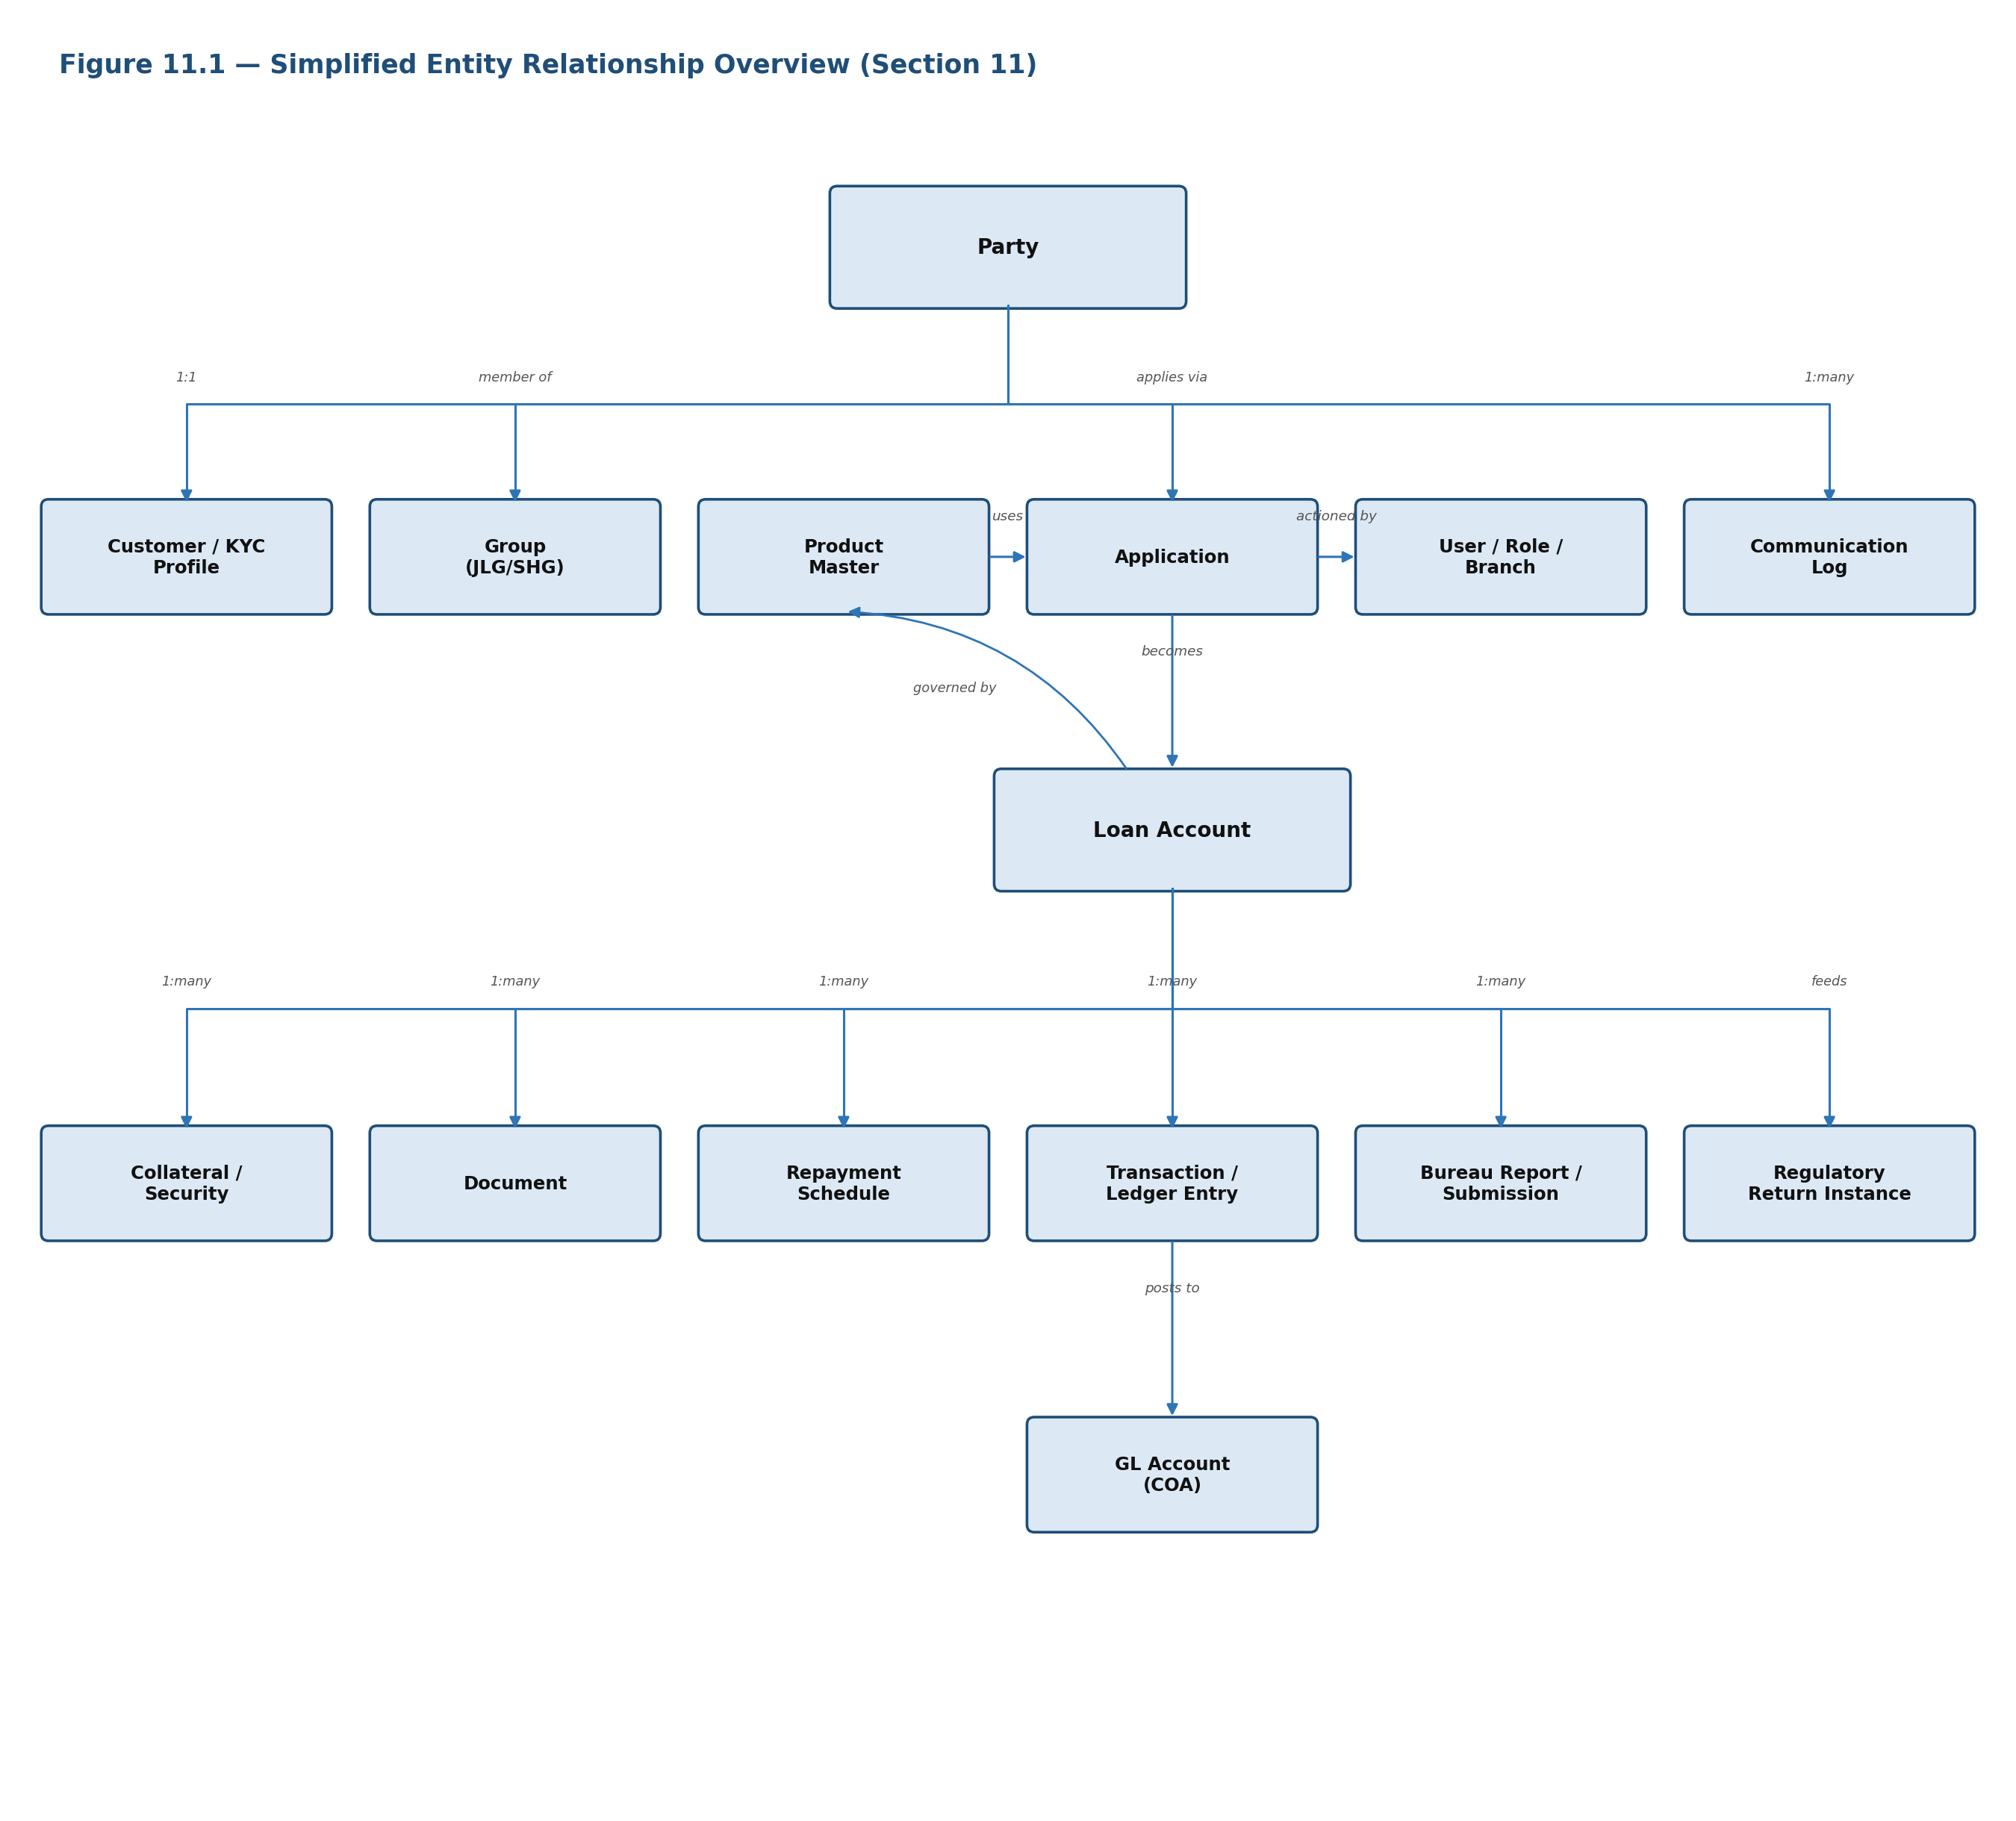 Figure 11.1 — Simplified Entity Relationship Overview (Section 11)
Party
1:1
member of
applies via
1:many
Customer / KYC
Profile
Group
(JLG/SHG)
Product
Master
uses
Application
actioned by
User / Role /
Branch
Communication
Log
becomes
governed by
Loan Account
1:many
1:many
1:many
1:many
1:many
feeds
Collateral /
Security
Document
Repayment
Schedule
Transaction /
Ledger Entry
Bureau Report /
Submission
Regulatory
Return Instance
posts to
GL Account
(COA)